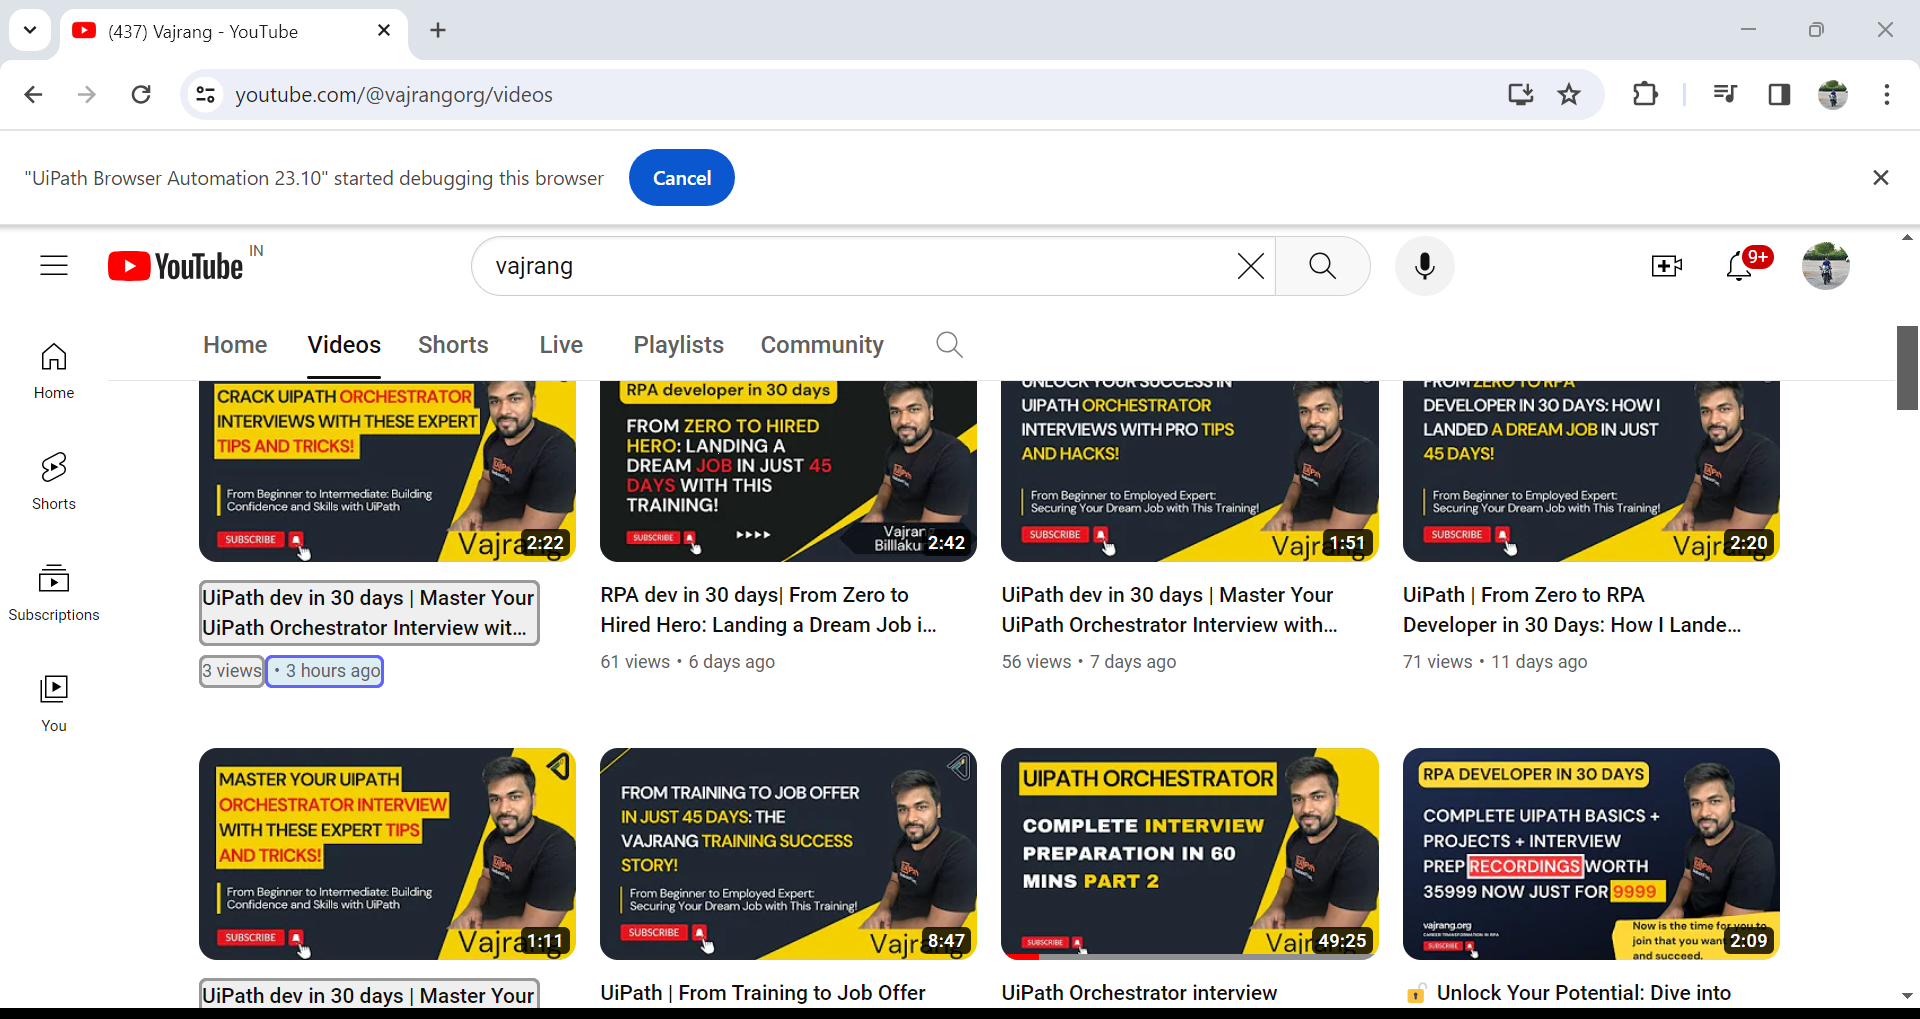 (437) Vajrang - YouTube
youtube.com/@vajrangorg/videos
"UiPath Browser Automation 23.10" started debugging this browser
Cancel
YouTube IN
vajrang
9+
Home Videos Shorts Live Playlists Community
Home
Shorts
Subscriptions
You
CRACK UIPATH ORCHESTRATOR
INTERVIEWS WITH THESE EXPERT
TIPS AND TRICKS!
From Beginner to Intermediate: Building
Confidence and Skills with UiPath
SUBSCRIBE
2:22
UiPath dev in 30 days | Master Your
UiPath Orchestrator Interview wit...
3 views • 3 hours ago
RPA developer in 30 days
FROM ZERO TO HIRED
HERO: LANDING A
DREAM JOB IN JUST 45
DAYS WITH THIS
TRAINING!
SUBSCRIBE
2:42
RPA dev in 30 days| From Zero to
Hired Hero: Landing a Dream Job i...
61 views • 6 days ago
UNLOCK YOUR SUCCESS IN
UIPATH ORCHESTRATOR
INTERVIEWS WITH PRO TIPS
AND HACKS!
From Beginner to Employed Expert:
Securing Your Dream Job with This Training!
SUBSCRIBE
1:51
UiPath dev in 30 days | Master Your
UiPath Orchestrator Interview with...
56 views • 7 days ago
FROM ZERO TO RPA
DEVELOPER IN 30 DAYS: HOW I
LANDED A DREAM JOB IN JUST
45 DAYS!
From Beginner to Employed Expert:
Securing Your Dream Job with This Training!
SUBSCRIBE
2:20
UiPath | From Zero to RPA
Developer in 30 Days: How I Lande...
71 views • 11 days ago
MASTER YOUR UIPATH
ORCHESTRATOR INTERVIEW
WITH THESE EXPERT TIPS
AND TRICKS!
From Beginner to Intermediate: Building
Confidence and Skills with UiPath
SUBSCRIBE
1:11
UiPath dev in 30 days | Master Your
FROM TRAINING TO JOB OFFER
IN JUST 45 DAYS: THE
VAJRANG TRAINING SUCCESS
STORY!
From Beginner to Employed Expert:
Securing Your Dream Job with This Training!
SUBSCRIBE
8:47
UiPath | From Training to Job Offer
UIPATH ORCHESTRATOR
COMPLETE INTERVIEW
PREPARATION IN 60
MINS PART 2
SUBSCRIBE
49:25
UiPath Orchestrator interview
RPA DEVELOPER IN 30 DAYS
COMPLETE UIPATH BASICS +
PROJECTS + INTERVIEW
PREP RECORDINGS WORTH
35999 NOW JUST FOR 9999
vajrang.org
SUBSCRIBE
Now is the time for you to
join that you want
and succeed.
2:09
Unlock Your Potential: Dive into